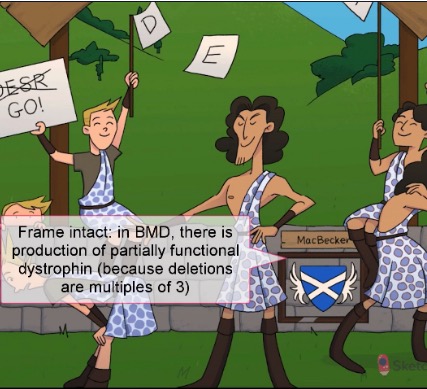 D
E
DESR
GO!
MacBecker
Frame intact: in BMD, there is
production of partially functional
dystrophin (because deletions
are multiples of 3)